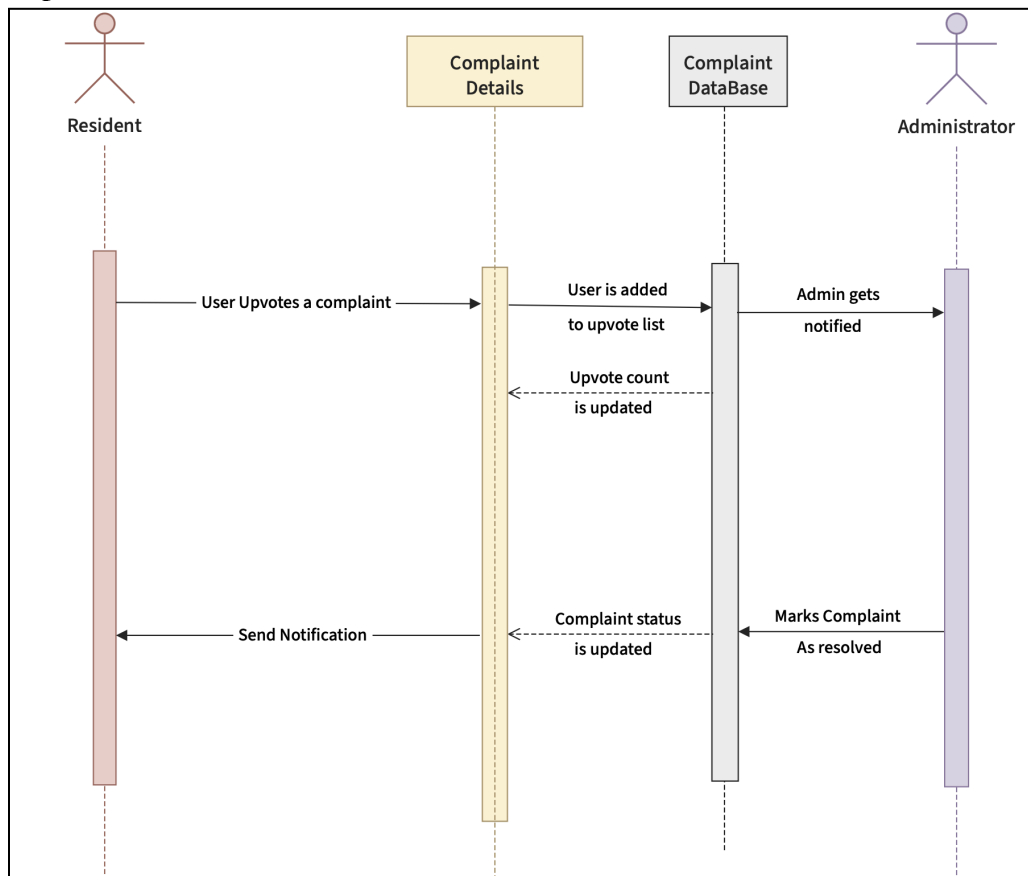 Complaint
Details
Complaint
DataBase
Resident
Administrator
User Upvotes a complaint
User is added
to upvote list
Admin gets
notified
Upvote count
is updated
Send Notification
Complaint status
is updated
Marks Complaint
As resolved